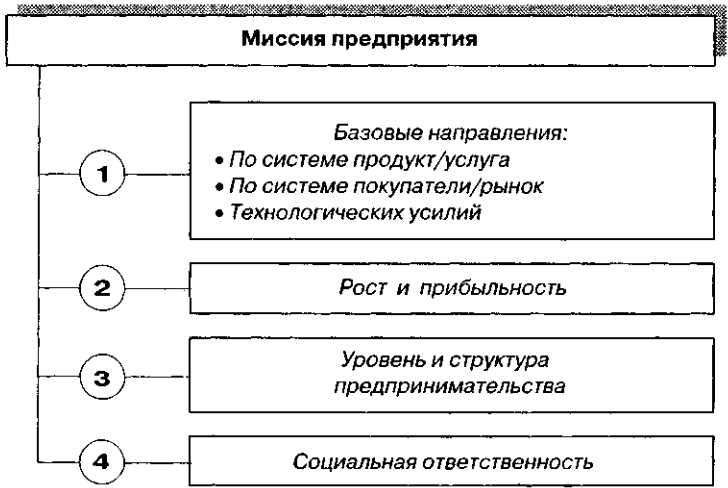 Миссия предприятия
1
Базовые направления:
• По системе продукт/услуга
• По системе покупатели/рынок
• Технологических усилий
2
Рост и прибыльность
3
Уровень и структура
предпринимательства
4
Социальная ответственность